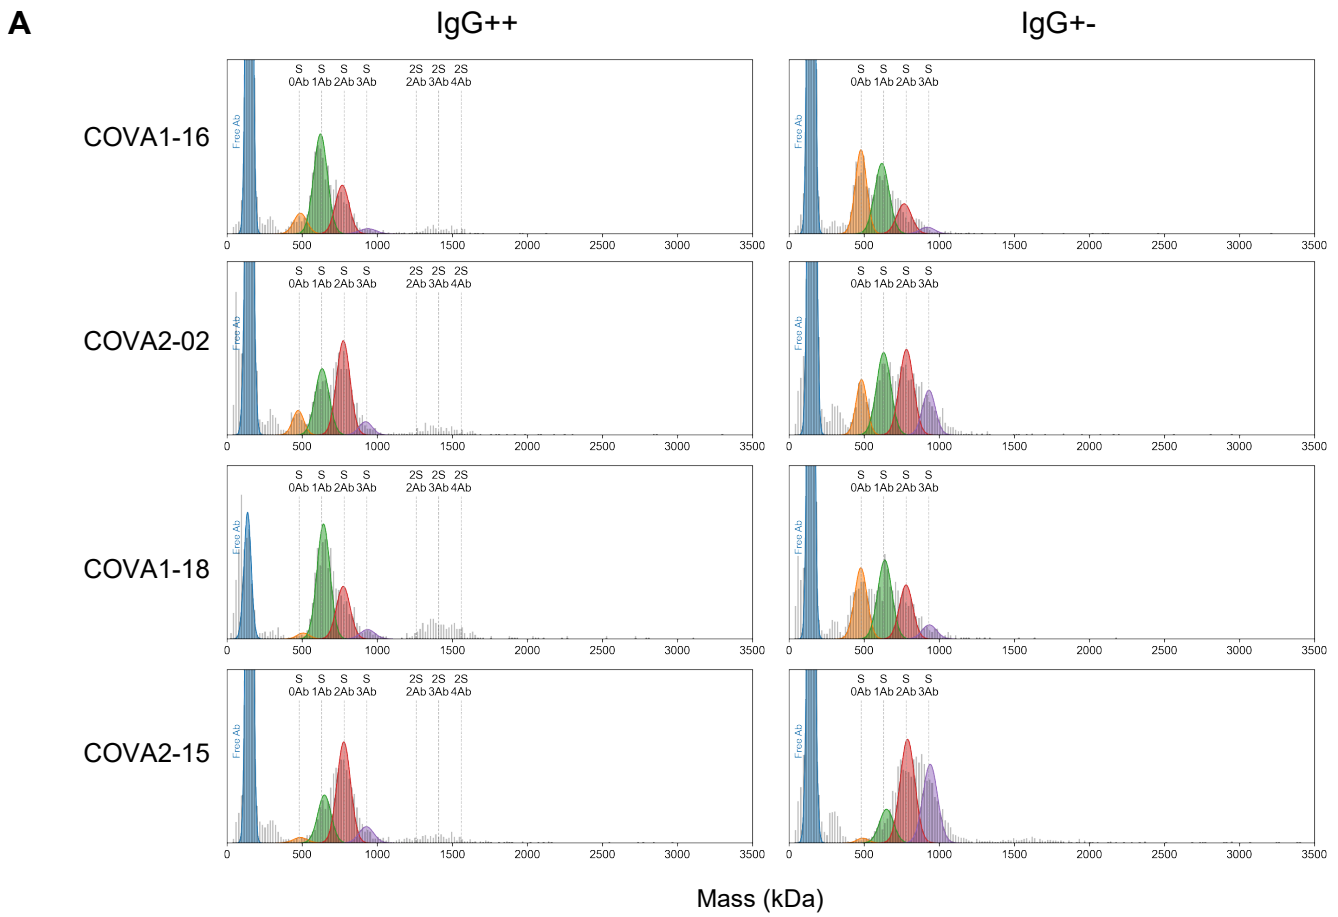 A
IgG++ IgG+-
COVA1-16
S S S S 2S 2S 2S
0Ab 1Ab 2Ab 3Ab 2Ab 3Ab 4Ab
Free Ab
0 500 1000 1500 2000 2500 3000 3500
S S S S
0Ab 1Ab 2Ab 3Ab
Free Ab
0 500 1000 1500 2000 2500 3000 3500
COVA2-02
S S S S 2S 2S 2S
0Ab 1Ab 2Ab 3Ab 2Ab 3Ab 4Ab
Free Ab
0 500 1000 1500 2000 2500 3000 3500
S S S S
0Ab 1Ab 2Ab 3Ab
Free Ab
0 500 1000 1500 2000 2500 3000 3500
COVA1-18
S S S S 2S 2S 2S
0Ab 1Ab 2Ab 3Ab 2Ab 3Ab 4Ab
Free Ab
0 500 1000 1500 2000 2500 3000 3500
S S S S
0Ab 1Ab 2Ab 3Ab
Free Ab
0 500 1000 1500 2000 2500 3000 3500
COVA2-15
S S S S 2S 2S 2S
0Ab 1Ab 2Ab 3Ab 2Ab 3Ab 4Ab
Free Ab
0 500 1000 1500 2000 2500 3000 3500
S S S S
0Ab 1Ab 2Ab 3Ab
Free Ab
0 500 1000 1500 2000 2500 3000 3500
Mass (kDa)